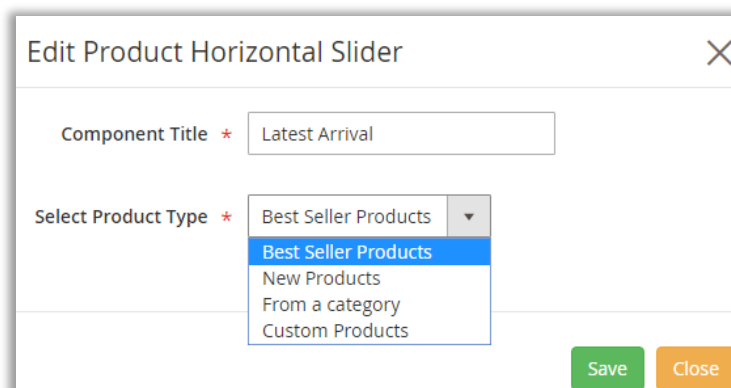 Edit Product Horizontal Slider
Component Title * Latest Arrival
Select Product Type * Best Seller Products
Best Seller Products
New Products
From a category
Custom Products
Save Close